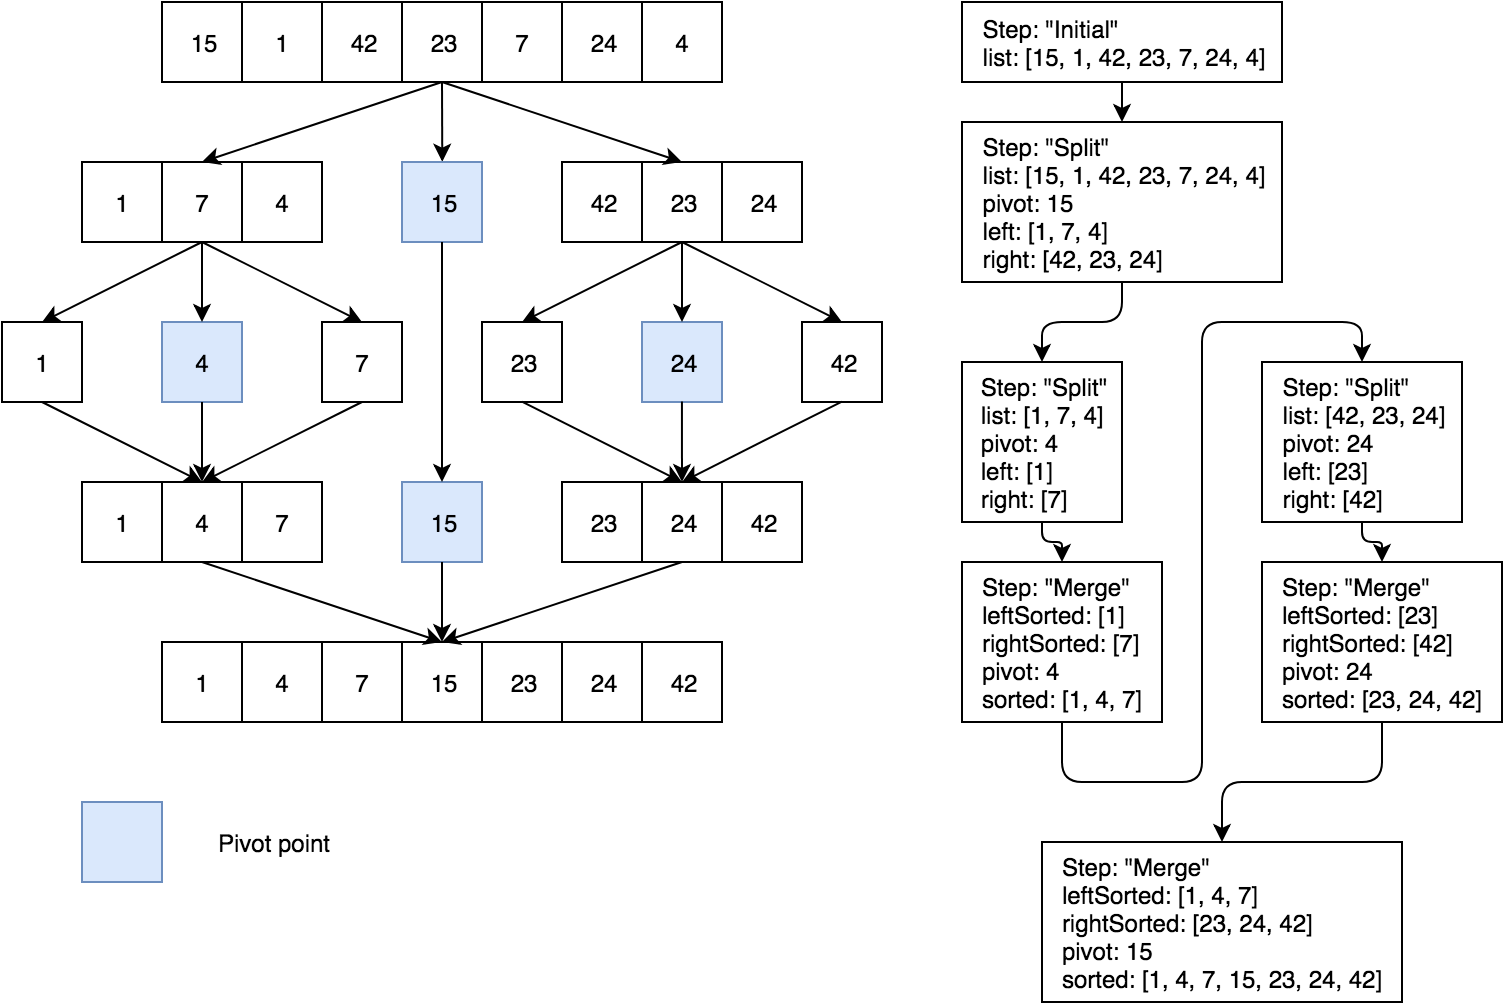 15 1 42 23 7 24 4
1 7 4 15 42 23 24
1 4 7 23 24 42
1 4 7 15 23 24 42
1 4 7 15 23 24 42
Pivot point
Step: "Initial"
list: [15, 1, 42, 23, 7, 24, 4]
Step: "Split"
list: [15, 1, 42, 23, 7, 24, 4]
pivot: 15
left: [1, 7, 4]
right: [42, 23, 24]
Step: "Split"
list: [1, 7, 4]
pivot: 4
left: [1]
right: [7]
Step: "Merge"
leftSorted: [1]
rightSorted: [7]
pivot: 4
sorted: [1, 4, 7]
Step: "Split"
list: [42, 23, 24]
pivot: 24
left: [23]
right: [42]
Step: "Merge"
leftSorted: [23]
rightSorted: [42]
pivot: 24
sorted: [23, 24, 42]
Step: "Merge"
leftSorted: [1, 4, 7]
rightSorted: [23, 24, 42]
pivot: 15
sorted: [1, 4, 7, 15, 23, 24, 42]